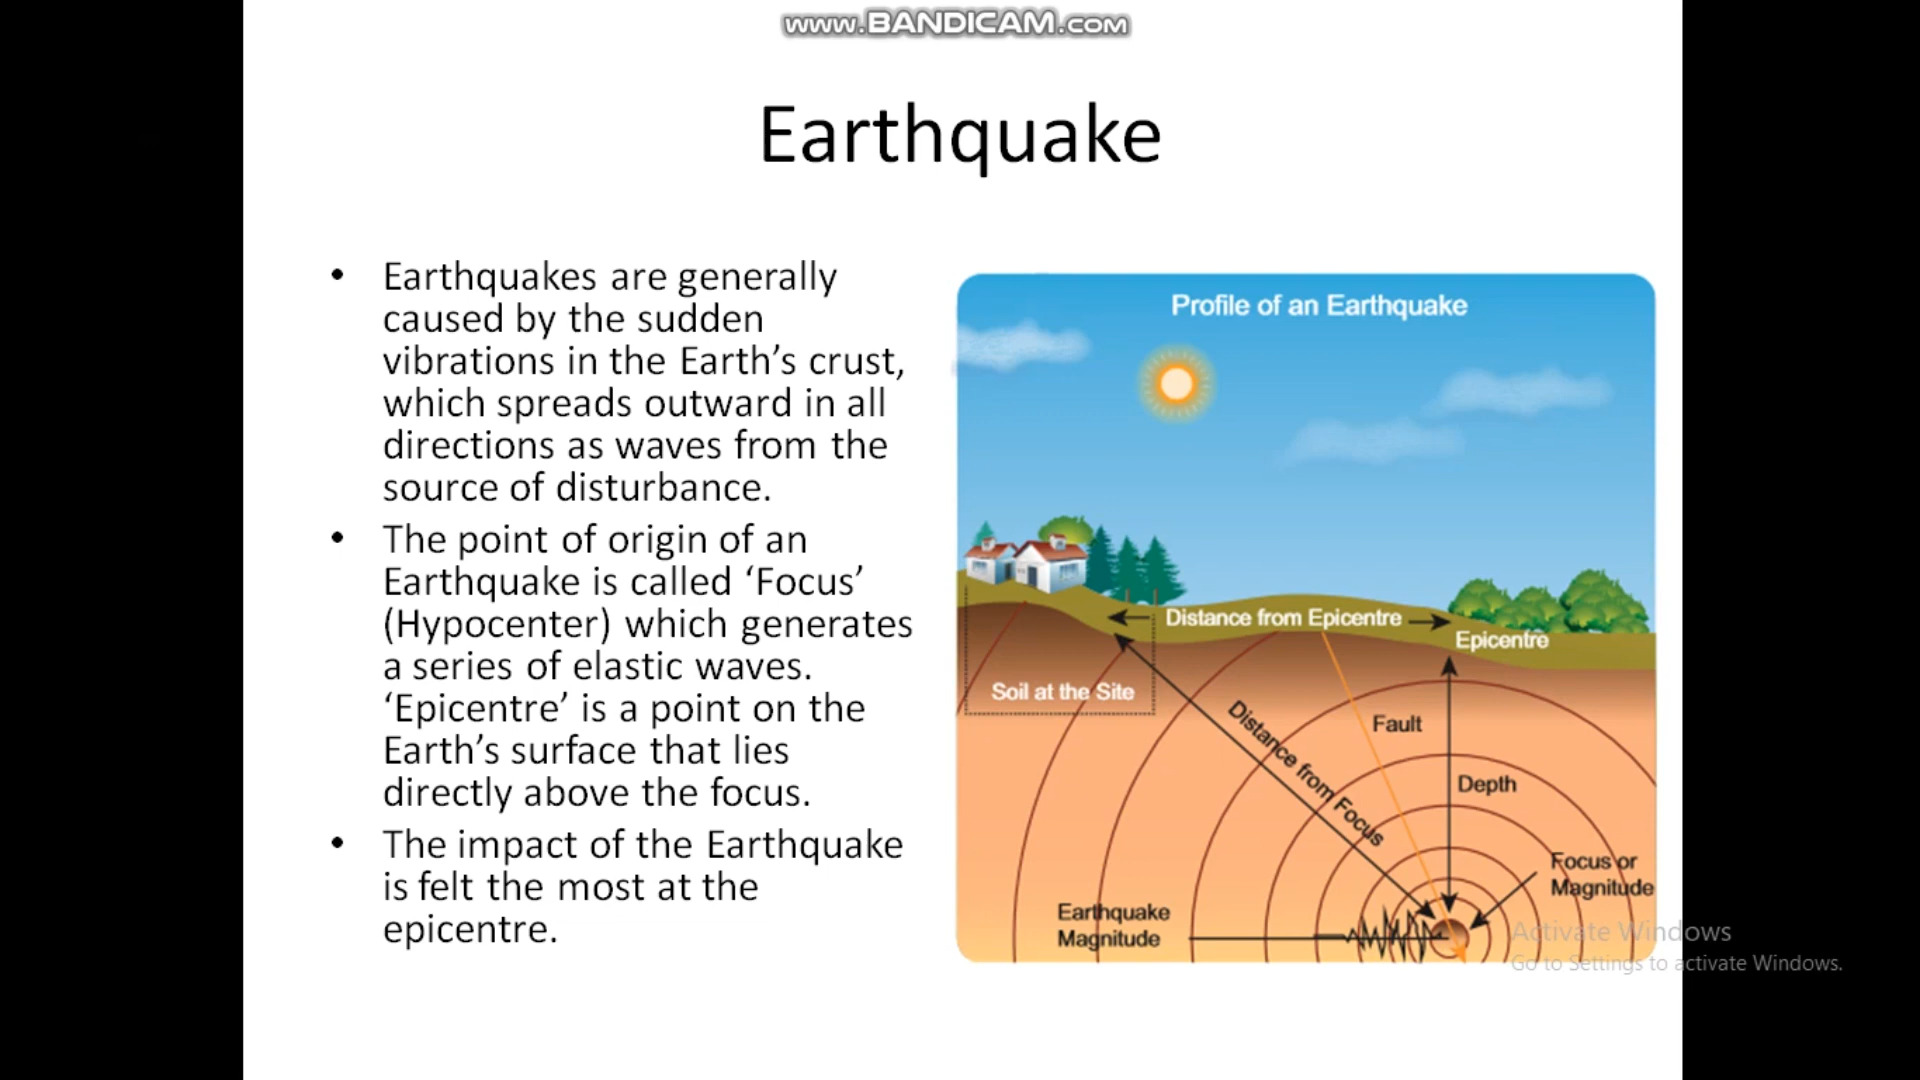 www.BANDICAM.com
Earthquake
• Earthquakes are generally
caused by the sudden
vibrations in the Earth’s crust,
which spreads outward in all
directions as waves from the
source of disturbance.
• The point of origin of an
Earthquake is called ‘Focus’
(Hypocenter) which generates
a series of elastic waves.
‘Epicentre’ is a point on the
Earth’s surface that lies
directly above the focus.
• The impact of the Earthquake
is felt the most at the
epicentre.
Profile of an Earthquake
Distance from Epicentre
Epicentre
Soil at the Site
Distance from Focus
Fault
Depth
Focus or
Magnitude
Earthquake
Magnitude
Activate Windows
Go to Settings to activate Windows.